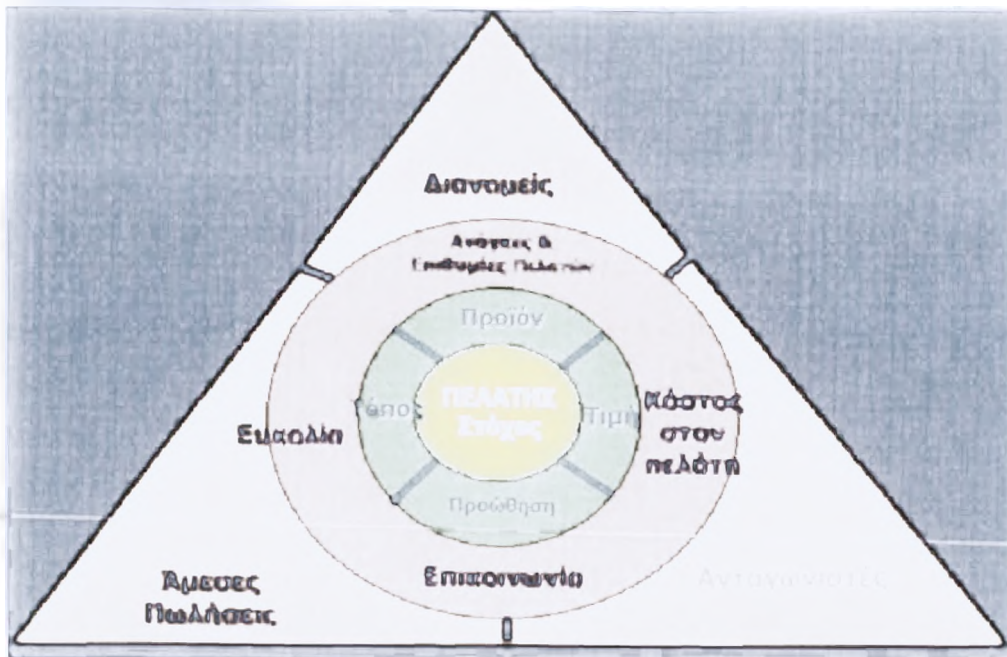 Διανομείς
Ανάγκες &
Επιθυμίες Πελατών
Προϊόν
Τόπος
ΠΕΛΑΤΗΣ
Στόχος
Τιμή
Κόστος
στον
πελάτη
Ευκολία
Προώθηση
Επικοινωνία
Άμεσες
Πωλήσεις
Ανταγωνιστές